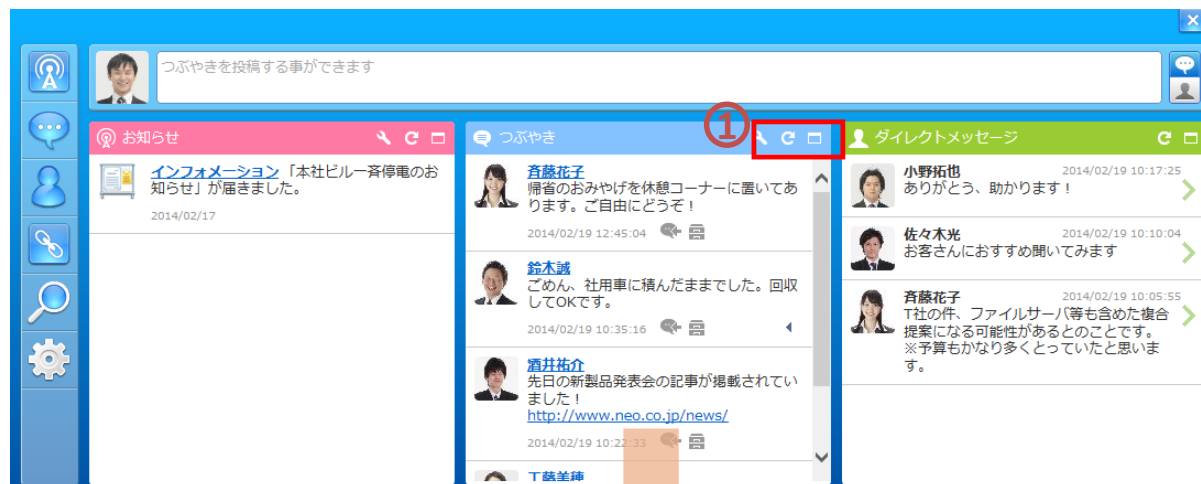 つぶやきを投稿する事ができます
①
お知らせ
インフォメーション「本社ビル一斉停電のお
知らせ」が届きました。
2014/02/17
つぶやき
斉藤花子
帰省のおみやげを休憩コーナーに置いてあ
ります。ご自由にどうぞ！
2014/02/19 12:45:04
鈴木誠
ごめん、社用車に積んだままでした。回収
してOKです。
2014/02/19 10:35:16
酒井祐介
先日の新製品発表会の記事が掲載されてい
ました！
http://www.neo.co.jp/news/
2014/02/19 10:22:33
工藤美穂
ダイレクトメッセージ
小野拓也 2014/02/19 10:17:25
ありがとう、助かります！
佐々木光 2014/02/19 10:10:04
お客さんにおすすめ聞いてみます
斉藤花子 2014/02/19 10:05:55
T社の件、ファイルサーバ等も含めた複合
提案になる可能性があるとのことです。
※予算もかなり多くとっていたと思いま
す。